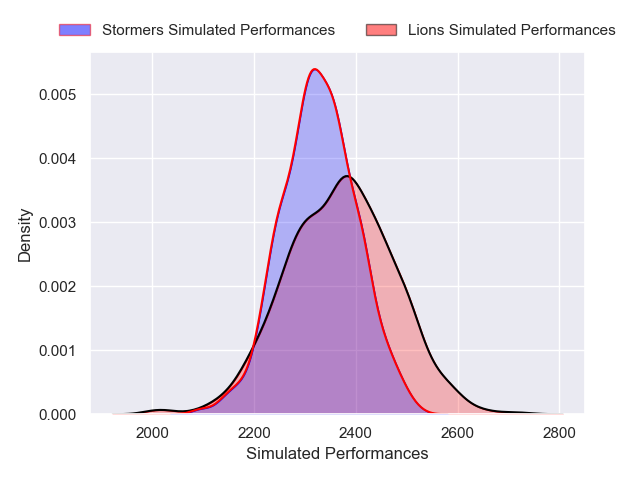 Stormers Simulated Performances
Lions Simulated Performances
0.005
0.004
0.003
0.002
0.001
0.000
Density
2000 2200 2400 2600 2800
Simulated Performances